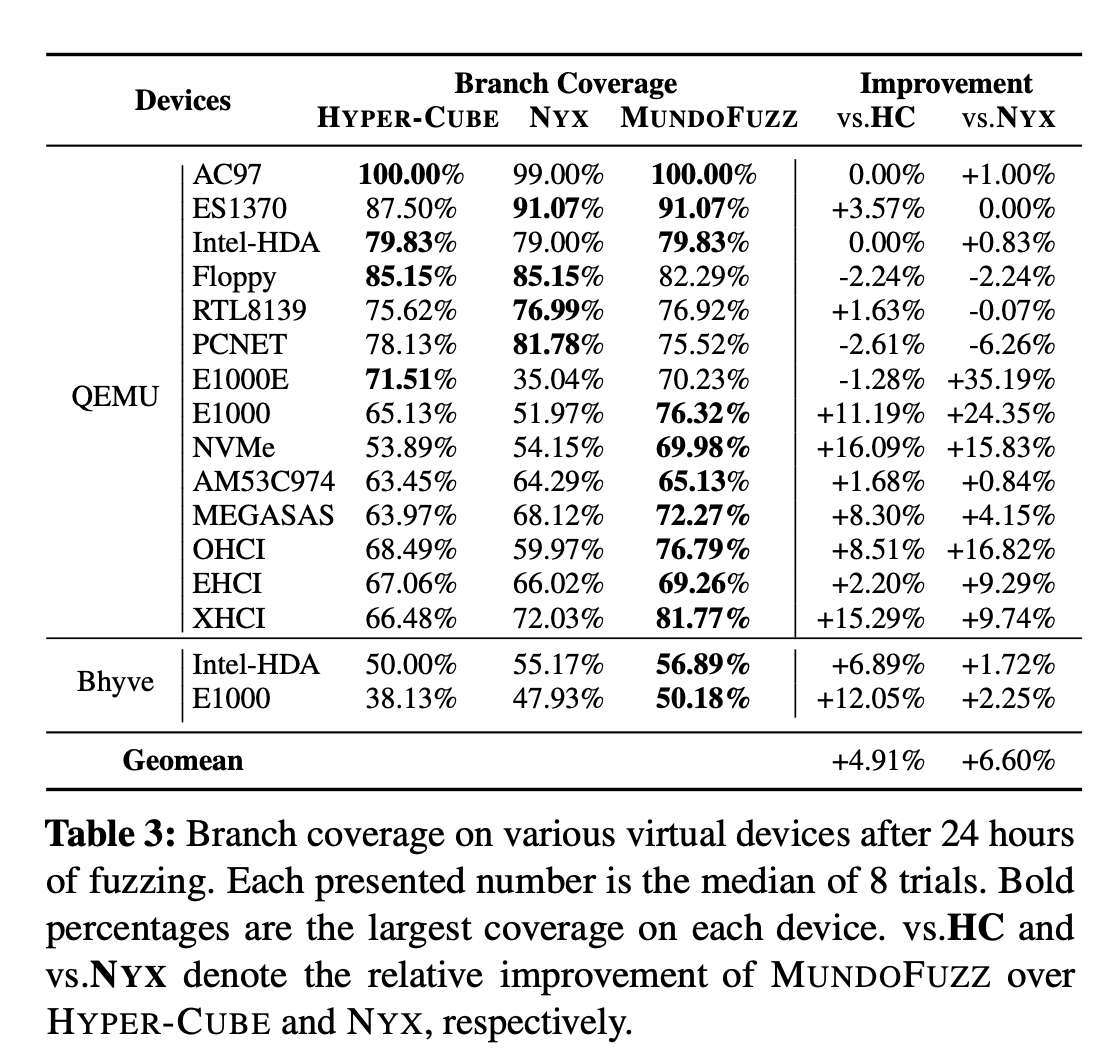 Devices Branch Coverage Improvement
HYPER-CUBE NYX MUNDOFUZZ vs.HC vs.NYX
QEMU
AC97 100.00% 99.00% 100.00% 0.00% +1.00%
ES1370 87.50% 91.07% 91.07% +3.57% 0.00%
Intel-HDA 79.83% 79.00% 79.83% 0.00% +0.83%
Floppy 85.15% 85.15% 82.29% -2.24% -2.24%
RTL8139 75.62% 76.99% 76.92% +1.63% -0.07%
PCNET 78.13% 81.78% 75.52% -2.61% -6.26%
E1000E 71.51% 35.04% 70.23% -1.28% +35.19%
E1000 65.13% 51.97% 76.32% +11.19% +24.35%
NVMe 53.89% 54.15% 69.98% +16.09% +15.83%
AM53C974 63.45% 64.29% 65.13% +1.68% +0.84%
MEGASAS 63.97% 68.12% 72.27% +8.30% +4.15%
OHCI 68.49% 59.97% 76.79% +8.51% +16.82%
EHCI 67.06% 66.02% 69.26% +2.20% +9.29%
XHCI 66.48% 72.03% 81.77% +15.29% +9.74%
Bhyve
Intel-HDA 50.00% 55.17% 56.89% +6.89% +1.72%
E1000 38.13% 47.93% 50.18% +12.05% +2.25%
Geomean +4.91% +6.60%
Table 3: Branch coverage on various virtual devices after 24 hours
of fuzzing. Each presented number is the median of 8 trials. Bold
percentages are the largest coverage on each device. vs.HC and
vs.NYX denote the relative improvement of MUNDOFUZZ over
HYPER-CUBE and NYX, respectively.